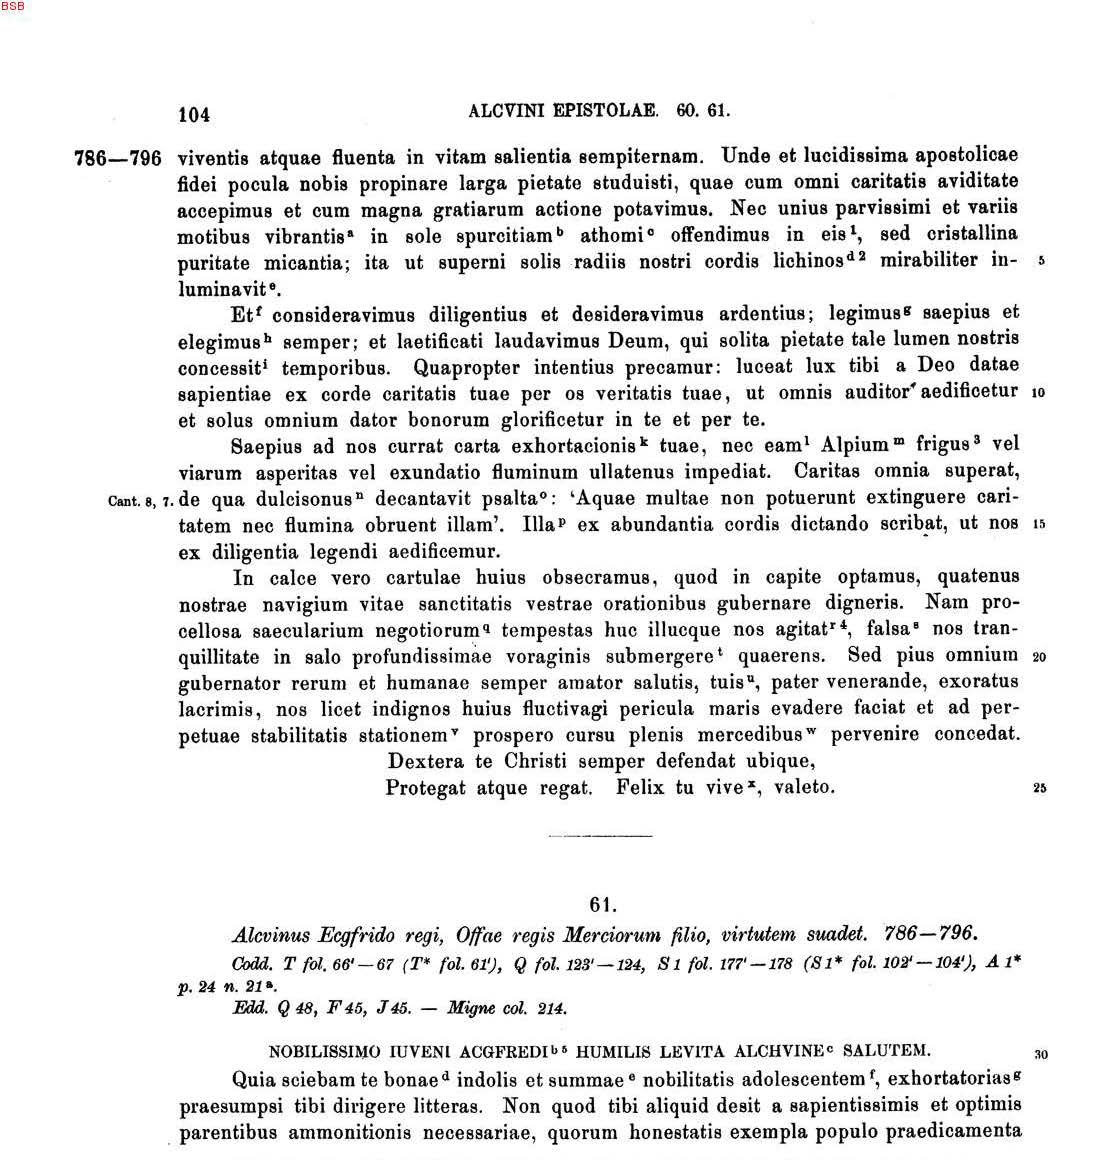 BSB
104 ALCVINI EPISTOLAE. 60. 61.
786—796 viventis atquae fluenta in vitam salientia sempiternam. Unde et lucidissima apostolicae
fidei pocula nobis propinare larga pietate studuisti, quae cum omni caritatis aviditate
accepimus et cum magna gratiarum actione potavimus. Nec unius parvissimi et variis
motibus vibrantis a in sole spurcitiam b athomi c offendimus in eis 1, sed cristallina
puritate micantia; ita ut superni solis radiis nostri cordis lichinos d 2 mirabiliter in- 5
luminavit e.
Et f consideravimus diligentius et desideravimus ardentius; legimus g saepius et
elegimus h semper; et laetificati laudavimus Deum, qui solita pietate tale lumen nostris
concessit i temporibus. Quapropter intentius precamur: luceat lux tibi a Deo datae
sapientiae ex corde caritatis tuae per os veritatis tuae, ut omnis auditor aedificetur 10
et solus omnium dator bonorum glorificetur in te et per te.
Saepius ad nos currat carta exhortacionis k tuae, nec eam l Alpium m frigus 3 vel
viarum asperitas vel exundatio fluminum ullatenus impediat. Caritas omnia superat,
Cant. 8, 7. de qua dulcisonus n decantavit psalta o: ‘Aquae multae non potuerunt extinguere cari-
tatem nec flumina obruent illam’. Illa p ex abundantia cordis dictando scribat, ut nos 15
ex diligentia legendi aedificemur.
In calce vero cartulae huius obsecramus, quod in capite optamus, quatenus
nostrae navigium vitae sanctitatis vestrae orationibus gubernare digneris. Nam pro-
cellosa saecularium negotiorum q tempestas huc illucque nos agitat r 4, falsa s nos tran-
quillitate in salo profundissimae voraginis submergere t quaerens. Sed pius omnium 20
gubernator rerum et humanae semper amator salutis, tuis u, pater venerande, exoratus
lacrimis, nos licet indignos huius fluctivagi pericula maris evadere faciat et ad per-
petuae stabilitatis stationem v prospero cursu plenis mercedibus w pervenire concedat.
Dextera te Christi semper defendat ubique,
Protegat atque regat. Felix tu vive x, valeto. 25
61.
Alcvinus Ecgfrido regi, Offae regis Merciorum filio, virtutem suadet. 786—796.
Codd. T fol. 66'—67 (T* fol. 61'), Q fol. 123'—124, S 1 fol. 177'—178 (S 1* fol. 102'—104'), A 1*
p. 24 n. 21 a.
Edd. Q 48, F 45, J 45. — Migne col. 214.
NOBILISSIMO IUVENI ACGFREDI b 5 HUMILIS LEVITA ALCHVINE c SALUTEM. 30
Quia sciebam te bonae d indolis et summae e nobilitatis adolescentem f, exhortatorias g
praesumpsi tibi dirigere litteras. Non quod tibi aliquid desit a sapientissimis et optimis
parentibus ammonitionis necessariae, quorum honestatis exempla populo praedicamenta